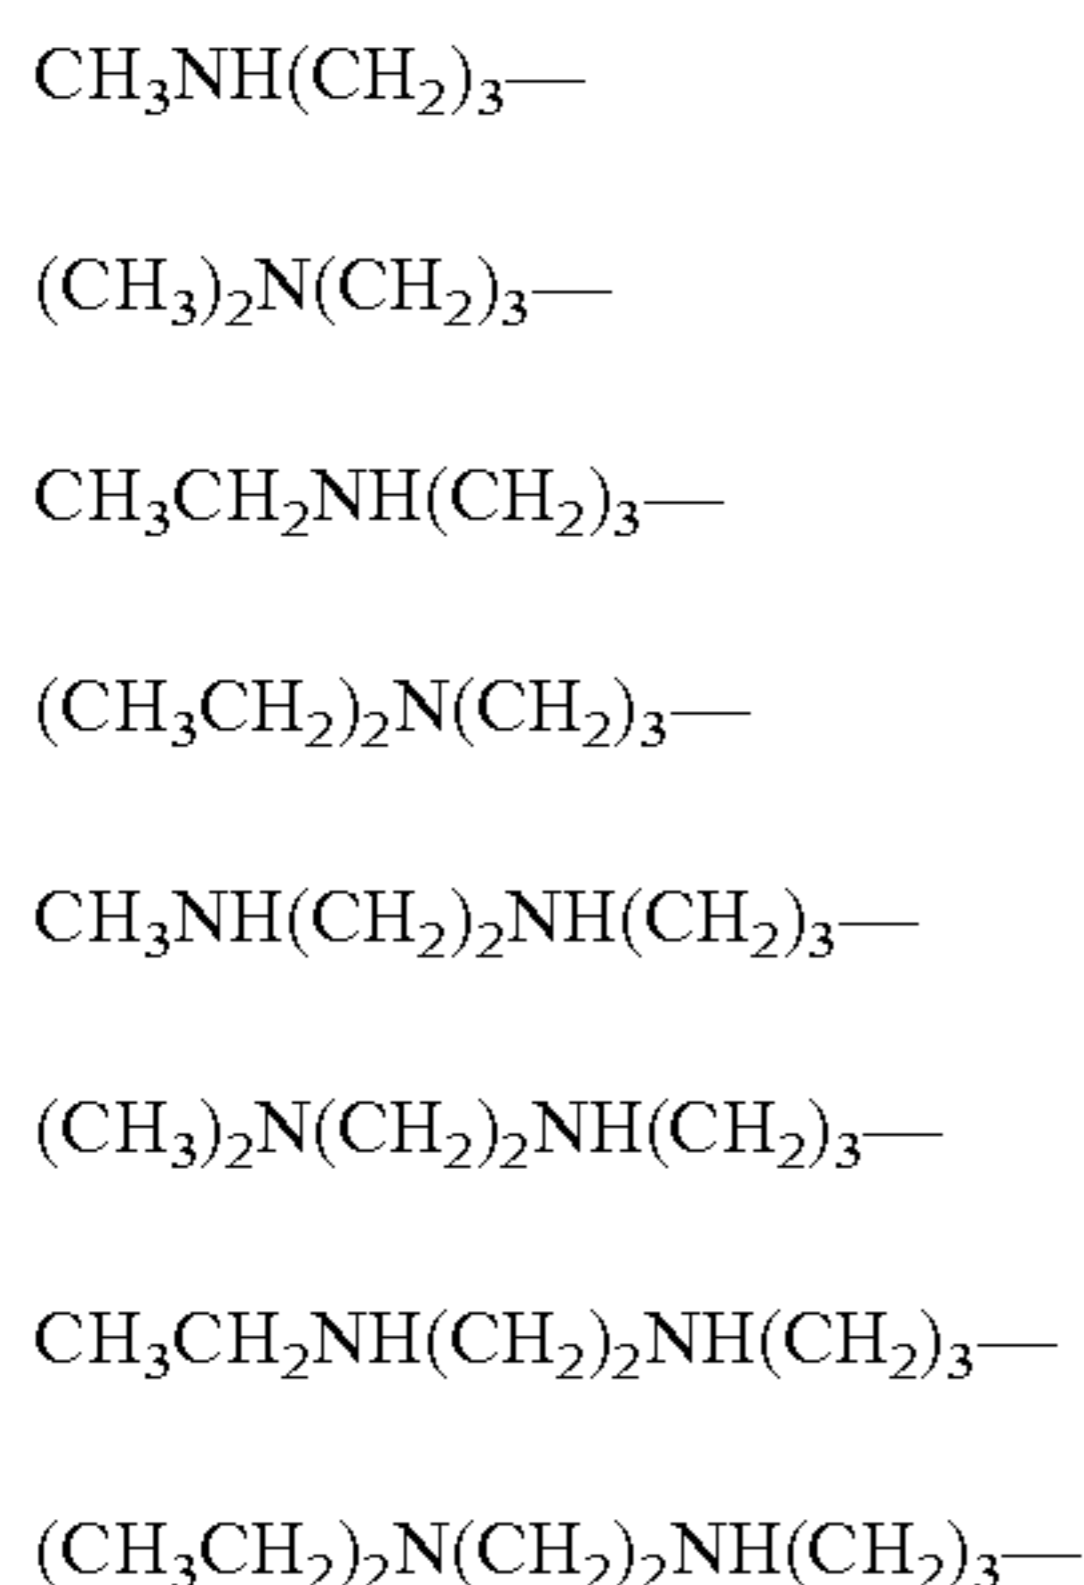 CH₃NH(CH₂)₃—
(CH₃)₂N(CH₂)₃—
CH₃CH₂NH(CH₂)₃—
(CH₃CH₂)₂N(CH₂)₃—
CH₃NH(CH₂)₂NH(CH₂)₃—
(CH₃)₂N(CH₂)₂NH(CH₂)₃—
CH₃CH₂NH(CH₂)₂NH(CH₂)₃—
(CH₃CH₂)₂N(CH₂)₂NH(CH₂)₃—